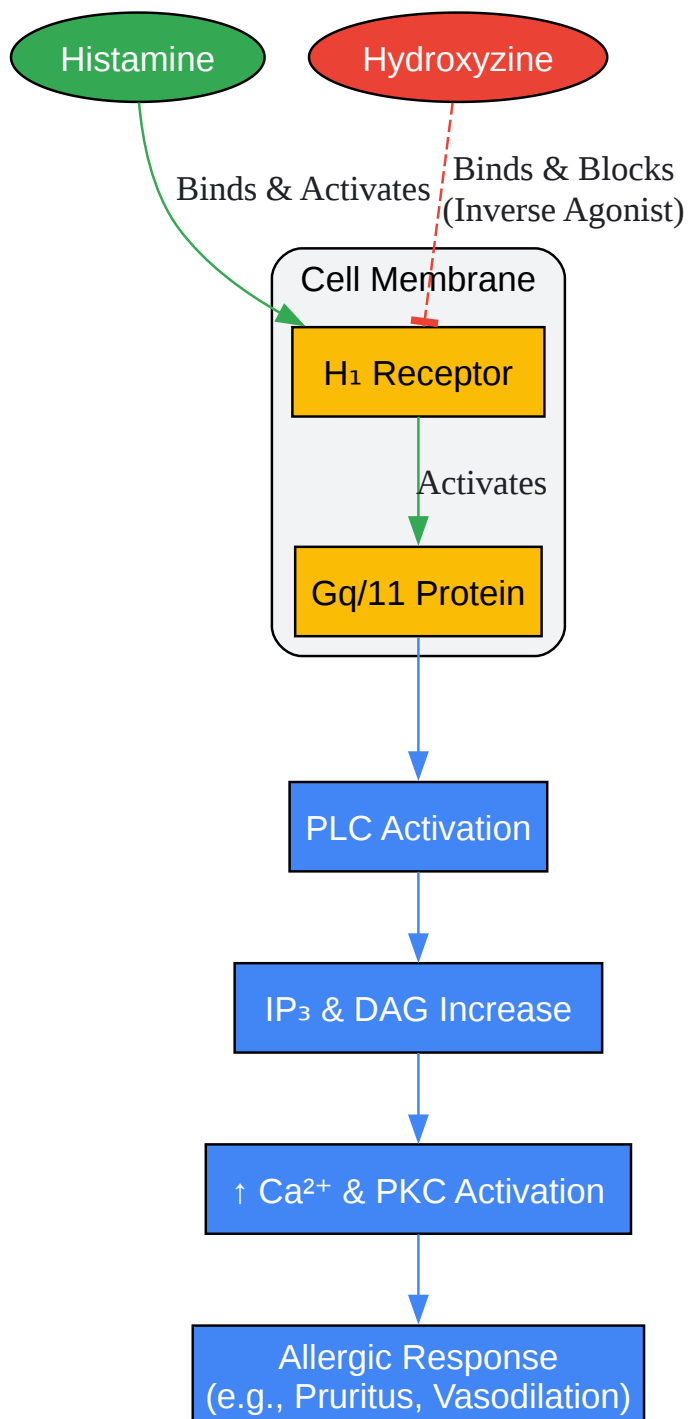 Histamine
Hydroxyzine
Binds & Activates
Binds & Blocks
(Inverse Agonist)
Cell Membrane
H₁ Receptor
Activates
Gq/11 Protein
PLC Activation
IP₃ & DAG Increase
↑ Ca²⁺ & PKC Activation
Allergic Response
(e.g., Pruritus, Vasodilation)